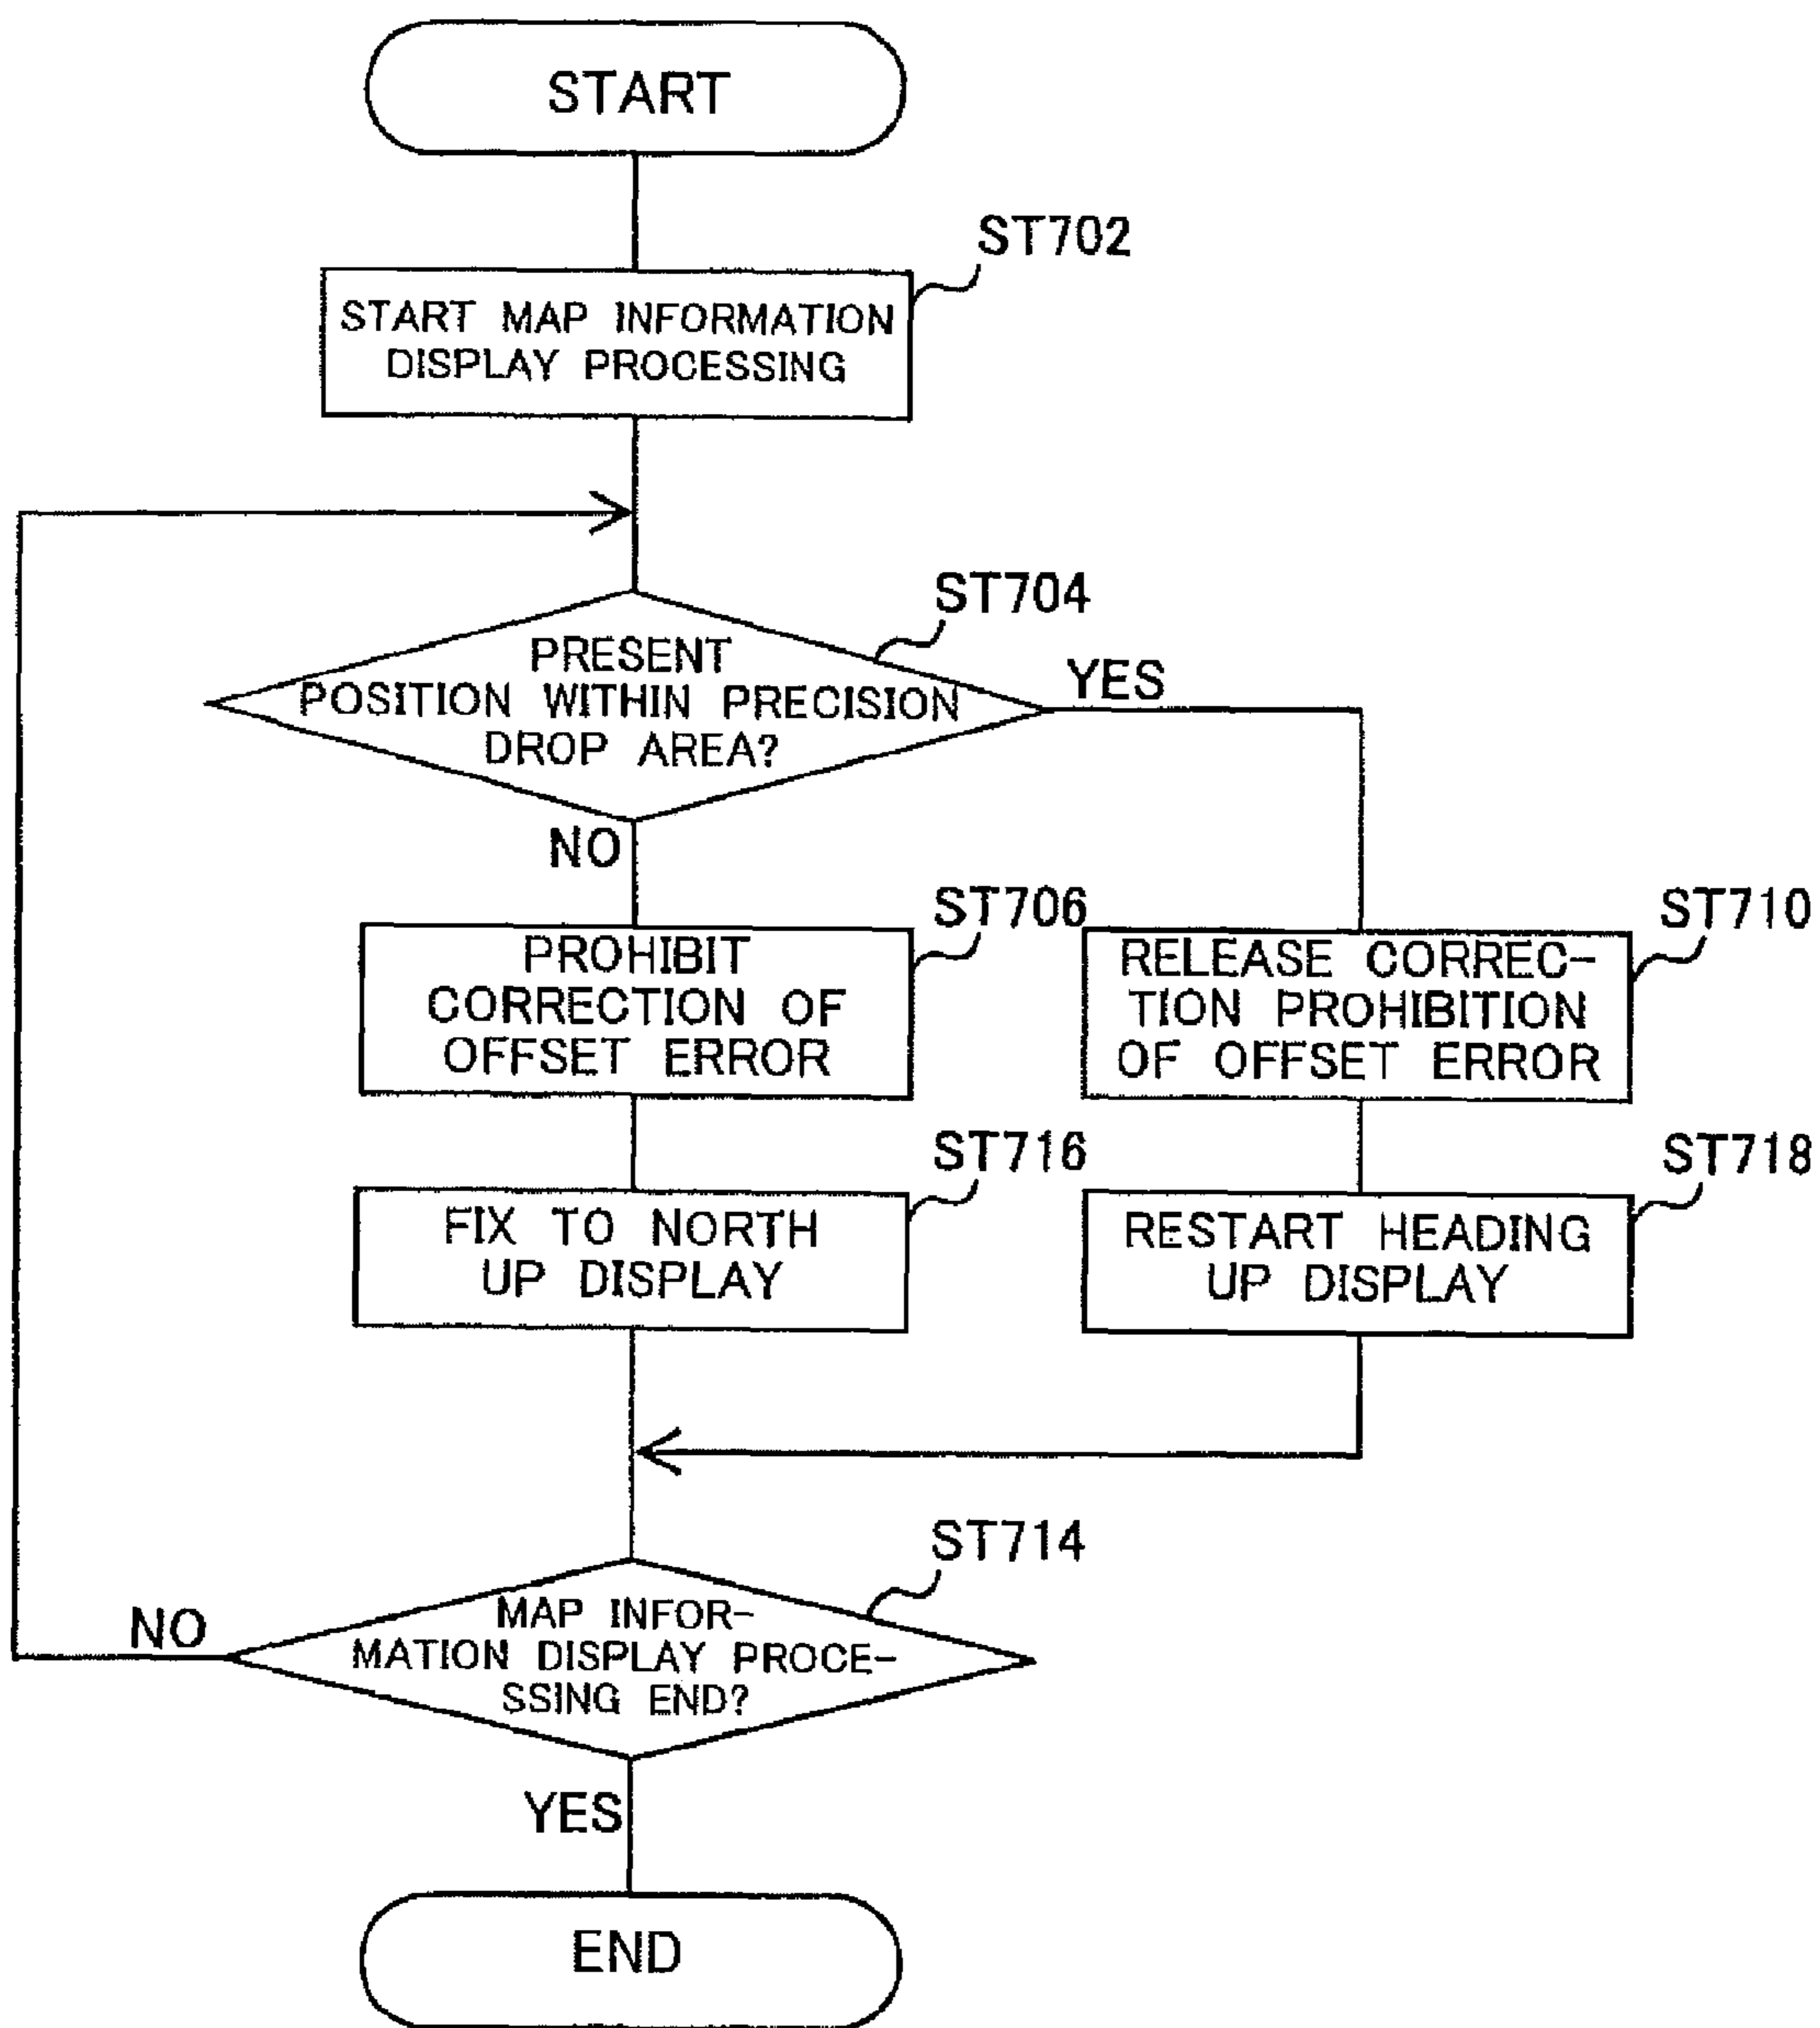 START
ST702
START MAP INFORMATION
DISPLAY PROCESSING
ST704
PRESENT
POSITION WITHIN PRECISION
DROP AREA?
YES
NO
ST706
PROHIBIT
CORRECTION OF
OFFSET ERROR
ST710
RELEASE CORREC-
TION PROHIBITION
OF OFFSET ERROR
ST716
FIX TO NORTH
UP DISPLAY
ST718
RESTART HEADING
UP DISPLAY
ST714
MAP INFOR-
MATION DISPLAY PROCE-
SSING END?
NO
YES
END